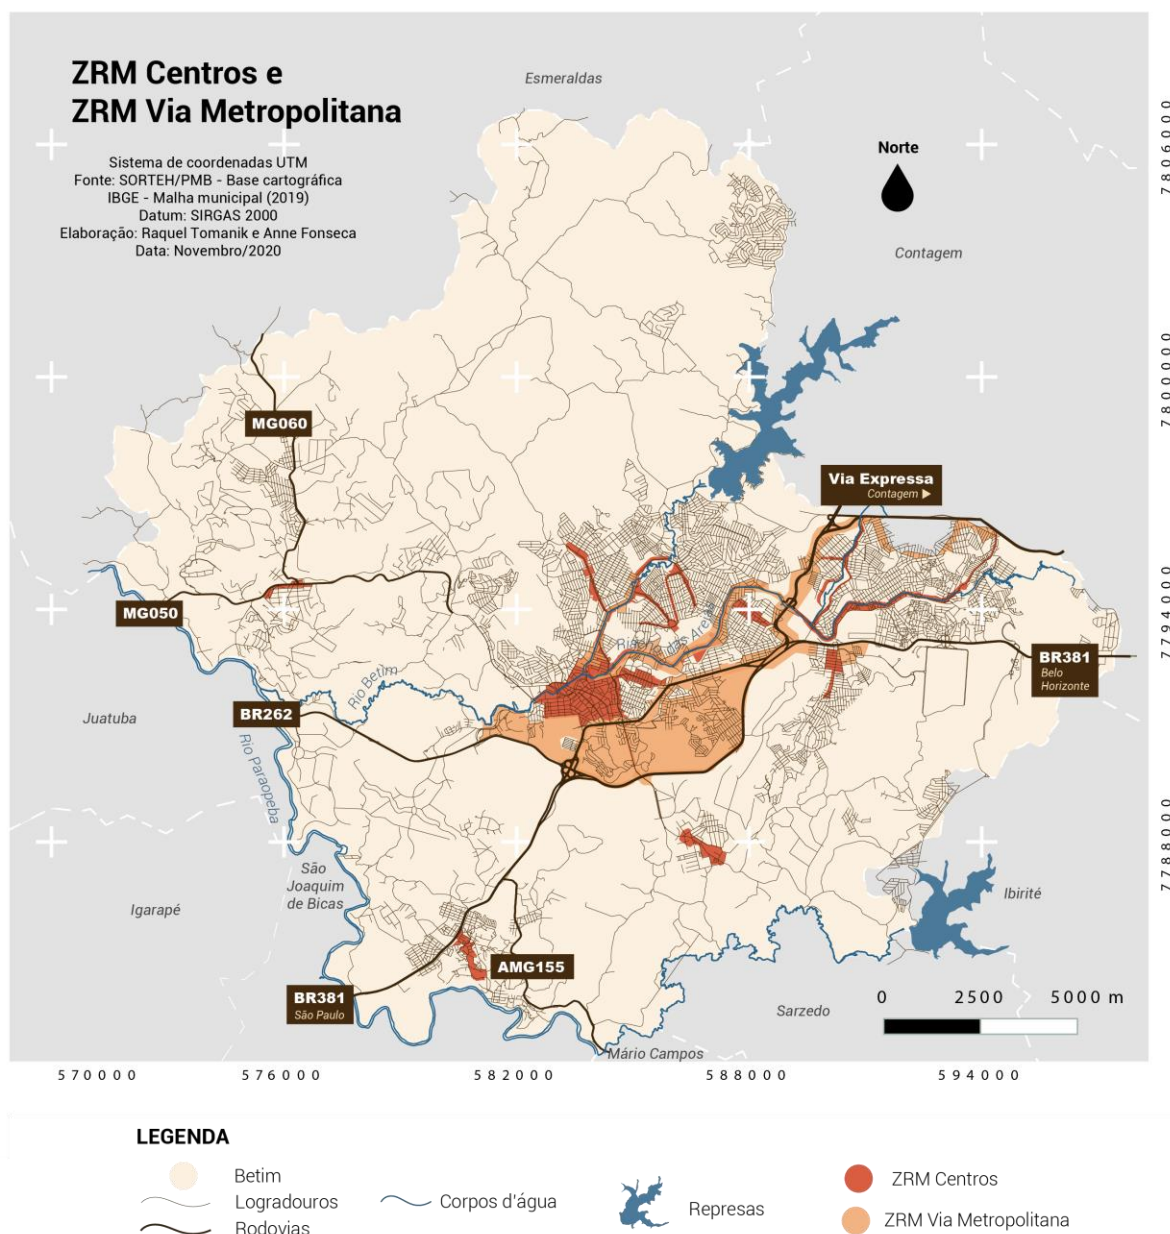 ZRM Centros e
ZRM Via Metropolitana
Sistema de coordenadas UTM
Fonte: SORTEH/PMB - Base cartográfica
IBGE - Malha municipal (2019)
Datum: SIRGAS 2000
Elaboração: Raquel Tomanik e Anne Fonseca
Data: Novembro/2020
Esmeraldas
Norte
Contagem
7806000
7800000
7794000
7788000
MG060
Via Expressa
Contagem ▶
MG050
Rio
das Areias
BR381
Belo
Horizonte
Rio Betim
BR262
Juatuba
Rio Paraopeba
São
Joaquim
de Bicas
Igarapé
Ibirité
AMG155
BR381
São Paulo
Sarzedo
Mário Campos
0 2500 5000 m
570000 576000 582000 588000 594000
LEGENDA
Betim
Logradouros
Rodovias
Corpos d'água
Represas
ZRM Centros
ZRM Via Metropolitana